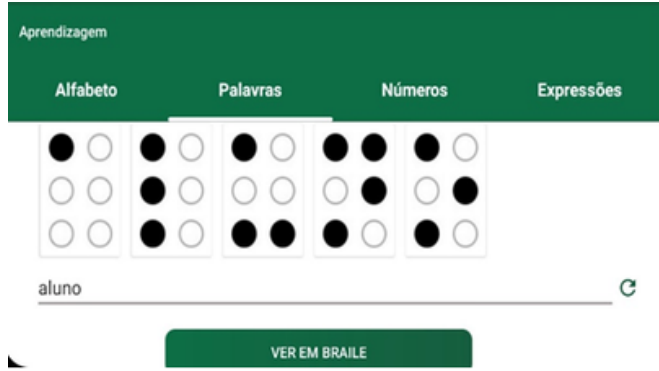 Aprendizagem
Alfabeto Palavras Números Expressões
⠁⠇⠥⠝⠕
aluno
VER EM BRAILE